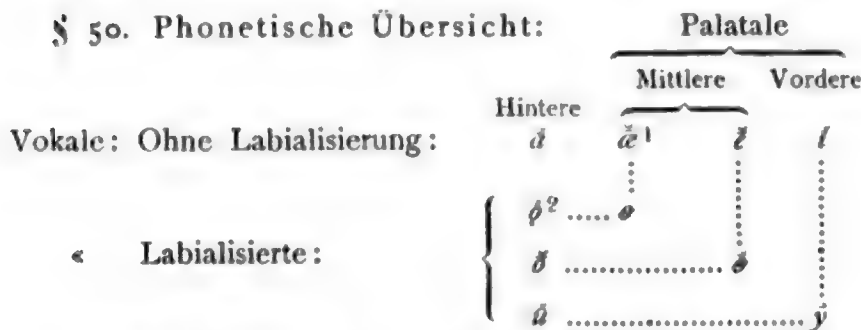 § 50. Phonetische Übersicht: Palatale
Mittlere Vordere
Hintere
Vokale: Ohne Labialisierung:
« Labialisierte: